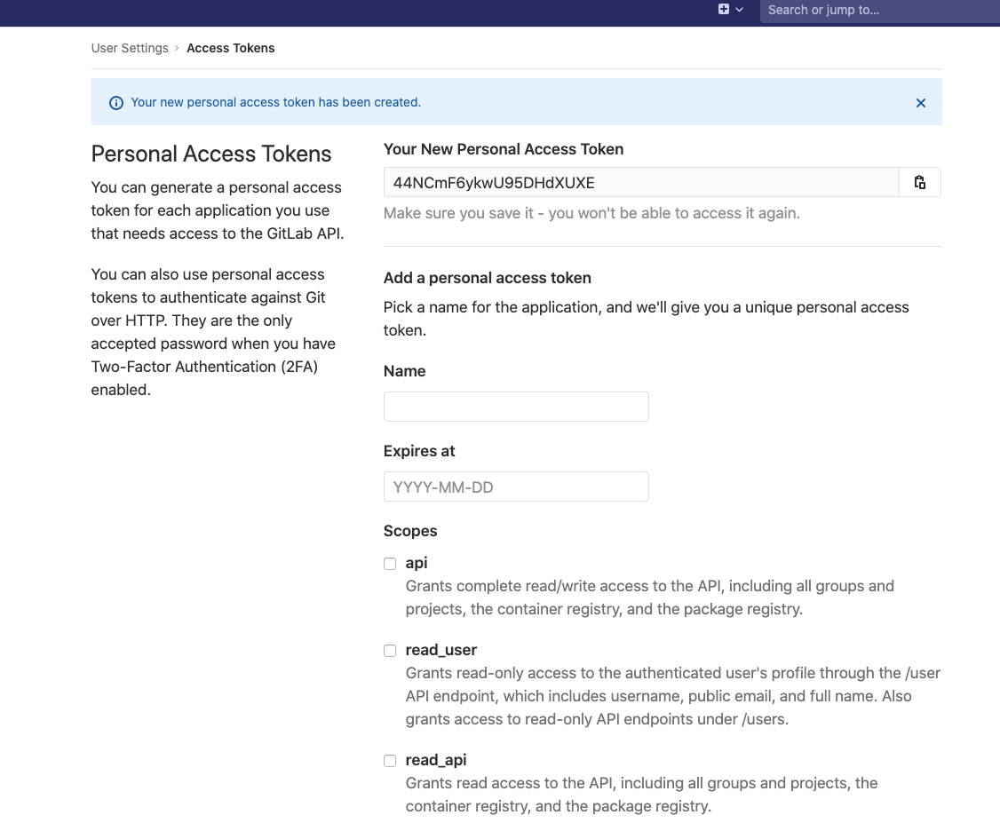 Search or jump to...
User Settings › Access Tokens
Your new personal access token has been created.
Personal Access Tokens
You can generate a personal access
token for each application you use
that needs access to the GitLab API.
You can also use personal access
tokens to authenticate against Git
over HTTP. They are the only
accepted password when you have
Two-Factor Authentication (2FA)
enabled.
Your New Personal Access Token
44NCmF6ykwU95DHdXUXE
Make sure you save it - you won't be able to access it again.
Add a personal access token
Pick a name for the application, and we'll give you a unique personal access
token.
Name
Expires at
YYYY-MM-DD
Scopes
api
Grants complete read/write access to the API, including all groups and
projects, the container registry, and the package registry.
read_user
Grants read-only access to the authenticated user's profile through the /user
API endpoint, which includes username, public email, and full name. Also
grants access to read-only API endpoints under /users.
read_api
Grants read access to the API, including all groups and projects, the
container registry, and the package registry.